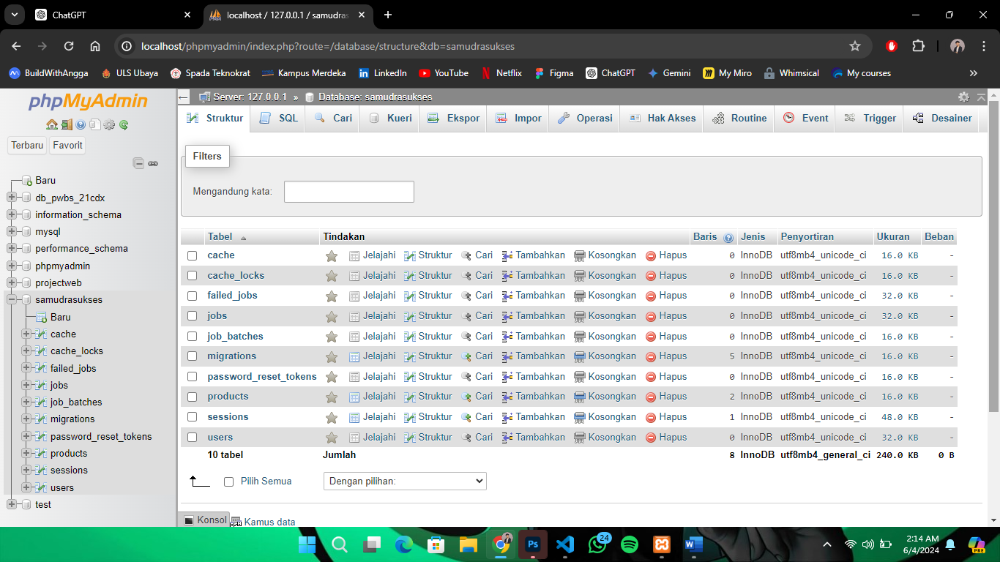 ChatGPT
localhost / 127.0.0.1 / samudras
localhost/phpmyadmin/index.php?route=/database/structure&db=samudrasukses
BuildWithAngga ULS Ubaya Spada Teknokrat Kampus Merdeka LinkedIn YouTube Netflix Figma ChatGPT Gemini My Miro Whimsical My courses
phpMyAdmin
Terbaru Favorit
Baru
db_pwbs_21cdx
information_schema
mysql
performance_schema
phpmyadmin
projectweb
samudrasukses
Baru
cache
cache_locks
failed_jobs
jobs
job_batches
migrations
password_reset_tokens
products
sessions
users
test
Server: 127.0.0.1 » Database: samudrasukses
Struktur SQL Cari Kueri Ekspor Impor Operasi Hak Akses Routine Event Trigger Desainer
Filters
Mengandung kata:
Tabel Tindakan Baris Jenis Penyortiran Ukuran Beban
cache Jelajahi Struktur Cari Tambahkan Kosongkan Hapus 0 InnoDB utf8mb4_unicode_ci 16.0 KB -
cache_locks Jelajahi Struktur Cari Tambahkan Kosongkan Hapus 0 InnoDB utf8mb4_unicode_ci 16.0 KB -
failed_jobs Jelajahi Struktur Cari Tambahkan Kosongkan Hapus 0 InnoDB utf8mb4_unicode_ci 32.0 KB -
jobs Jelajahi Struktur Cari Tambahkan Kosongkan Hapus 0 InnoDB utf8mb4_unicode_ci 32.0 KB -
job_batches Jelajahi Struktur Cari Tambahkan Kosongkan Hapus 0 InnoDB utf8mb4_unicode_ci 16.0 KB -
migrations Jelajahi Struktur Cari Tambahkan Kosongkan Hapus 5 InnoDB utf8mb4_unicode_ci 16.0 KB -
password_reset_tokens Jelajahi Struktur Cari Tambahkan Kosongkan Hapus 0 InnoDB utf8mb4_unicode_ci 16.0 KB -
products Jelajahi Struktur Cari Tambahkan Kosongkan Hapus 2 InnoDB utf8mb4_unicode_ci 16.0 KB -
sessions Jelajahi Struktur Cari Tambahkan Kosongkan Hapus 1 InnoDB utf8mb4_unicode_ci 48.0 KB -
users Jelajahi Struktur Cari Tambahkan Kosongkan Hapus 0 InnoDB utf8mb4_unicode_ci 32.0 KB -
10 tabel Jumlah 8 InnoDB utf8mb4_general_ci 240.0 KB 0 B
Pilih Semua Dengan pilihan:
Konsol Kamus data
24
2:14 AM
6/4/2024
PRE